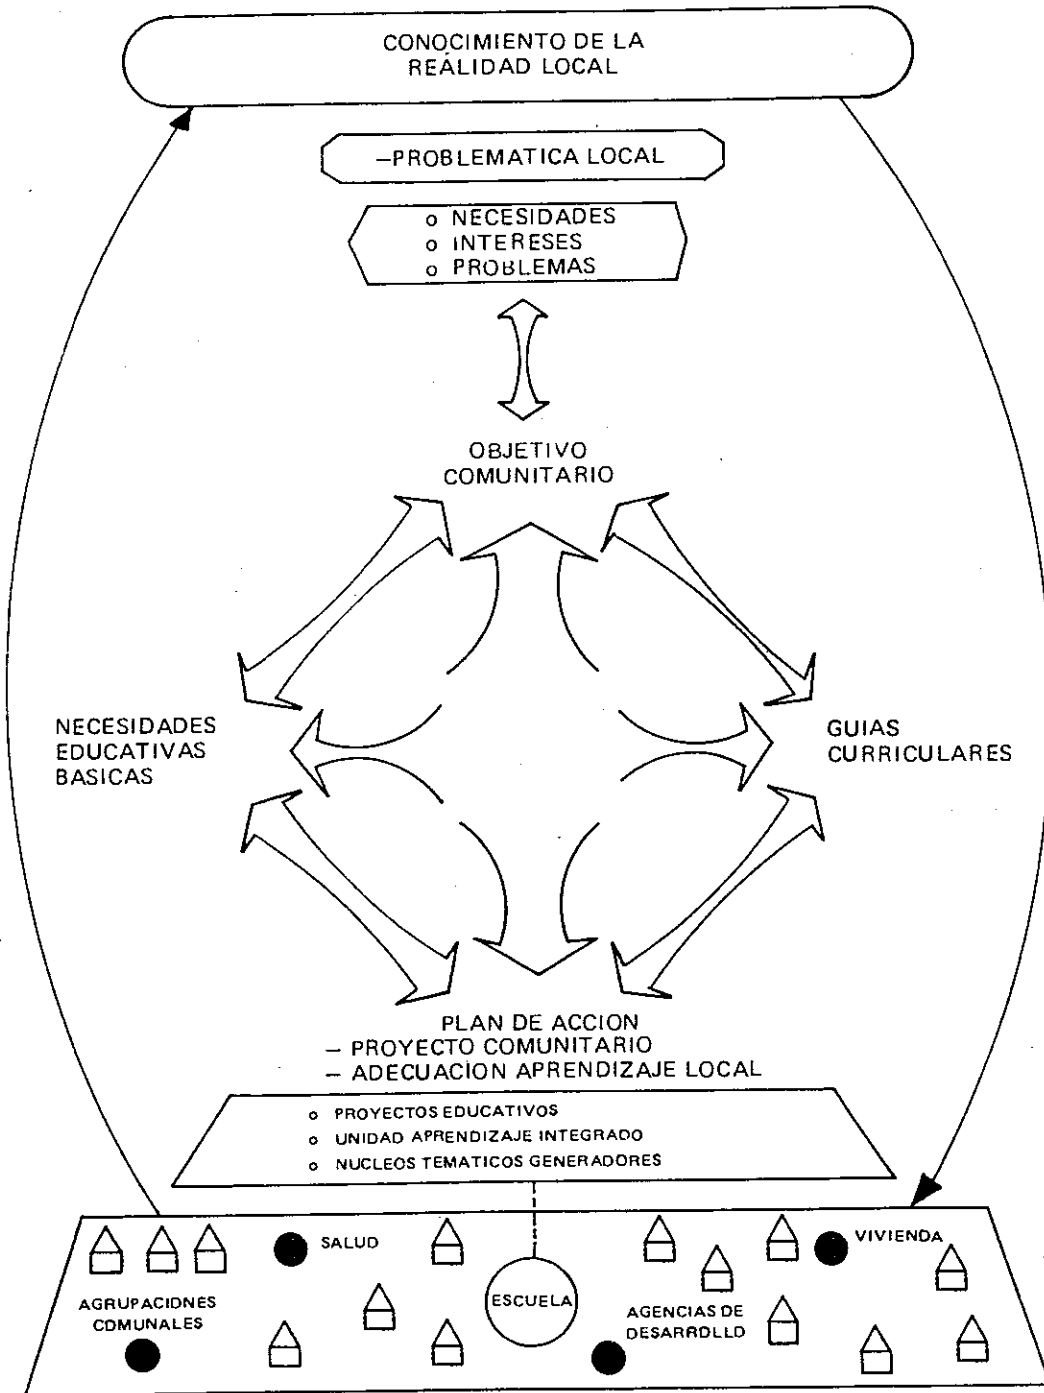 CONOCIMIENTO DE LA
REALIDAD LOCAL
—PROBLEMATICA LOCAL
o NECESIDADES
o INTERESES
o PROBLEMAS
OBJETIVO
COMUNITARIO
NECESIDADES
EDUCATIVAS
BASICAS
GUIAS
CURRICULARES
PLAN DE ACCION
— PROYECTO COMUNITARIO
— ADECUACION APRENDIZAJE LOCAL
o PROYECTOS EDUCATIVOS
o UNIDAD APRENDIZAJE INTEGRADO
o NUCLEOS TEMATICOS GENERADORES
SALUD
VIVIENDA
ESCUELA
AGRUPACIONES
COMUNALES
AGENCIAS DE
DESARROLLO